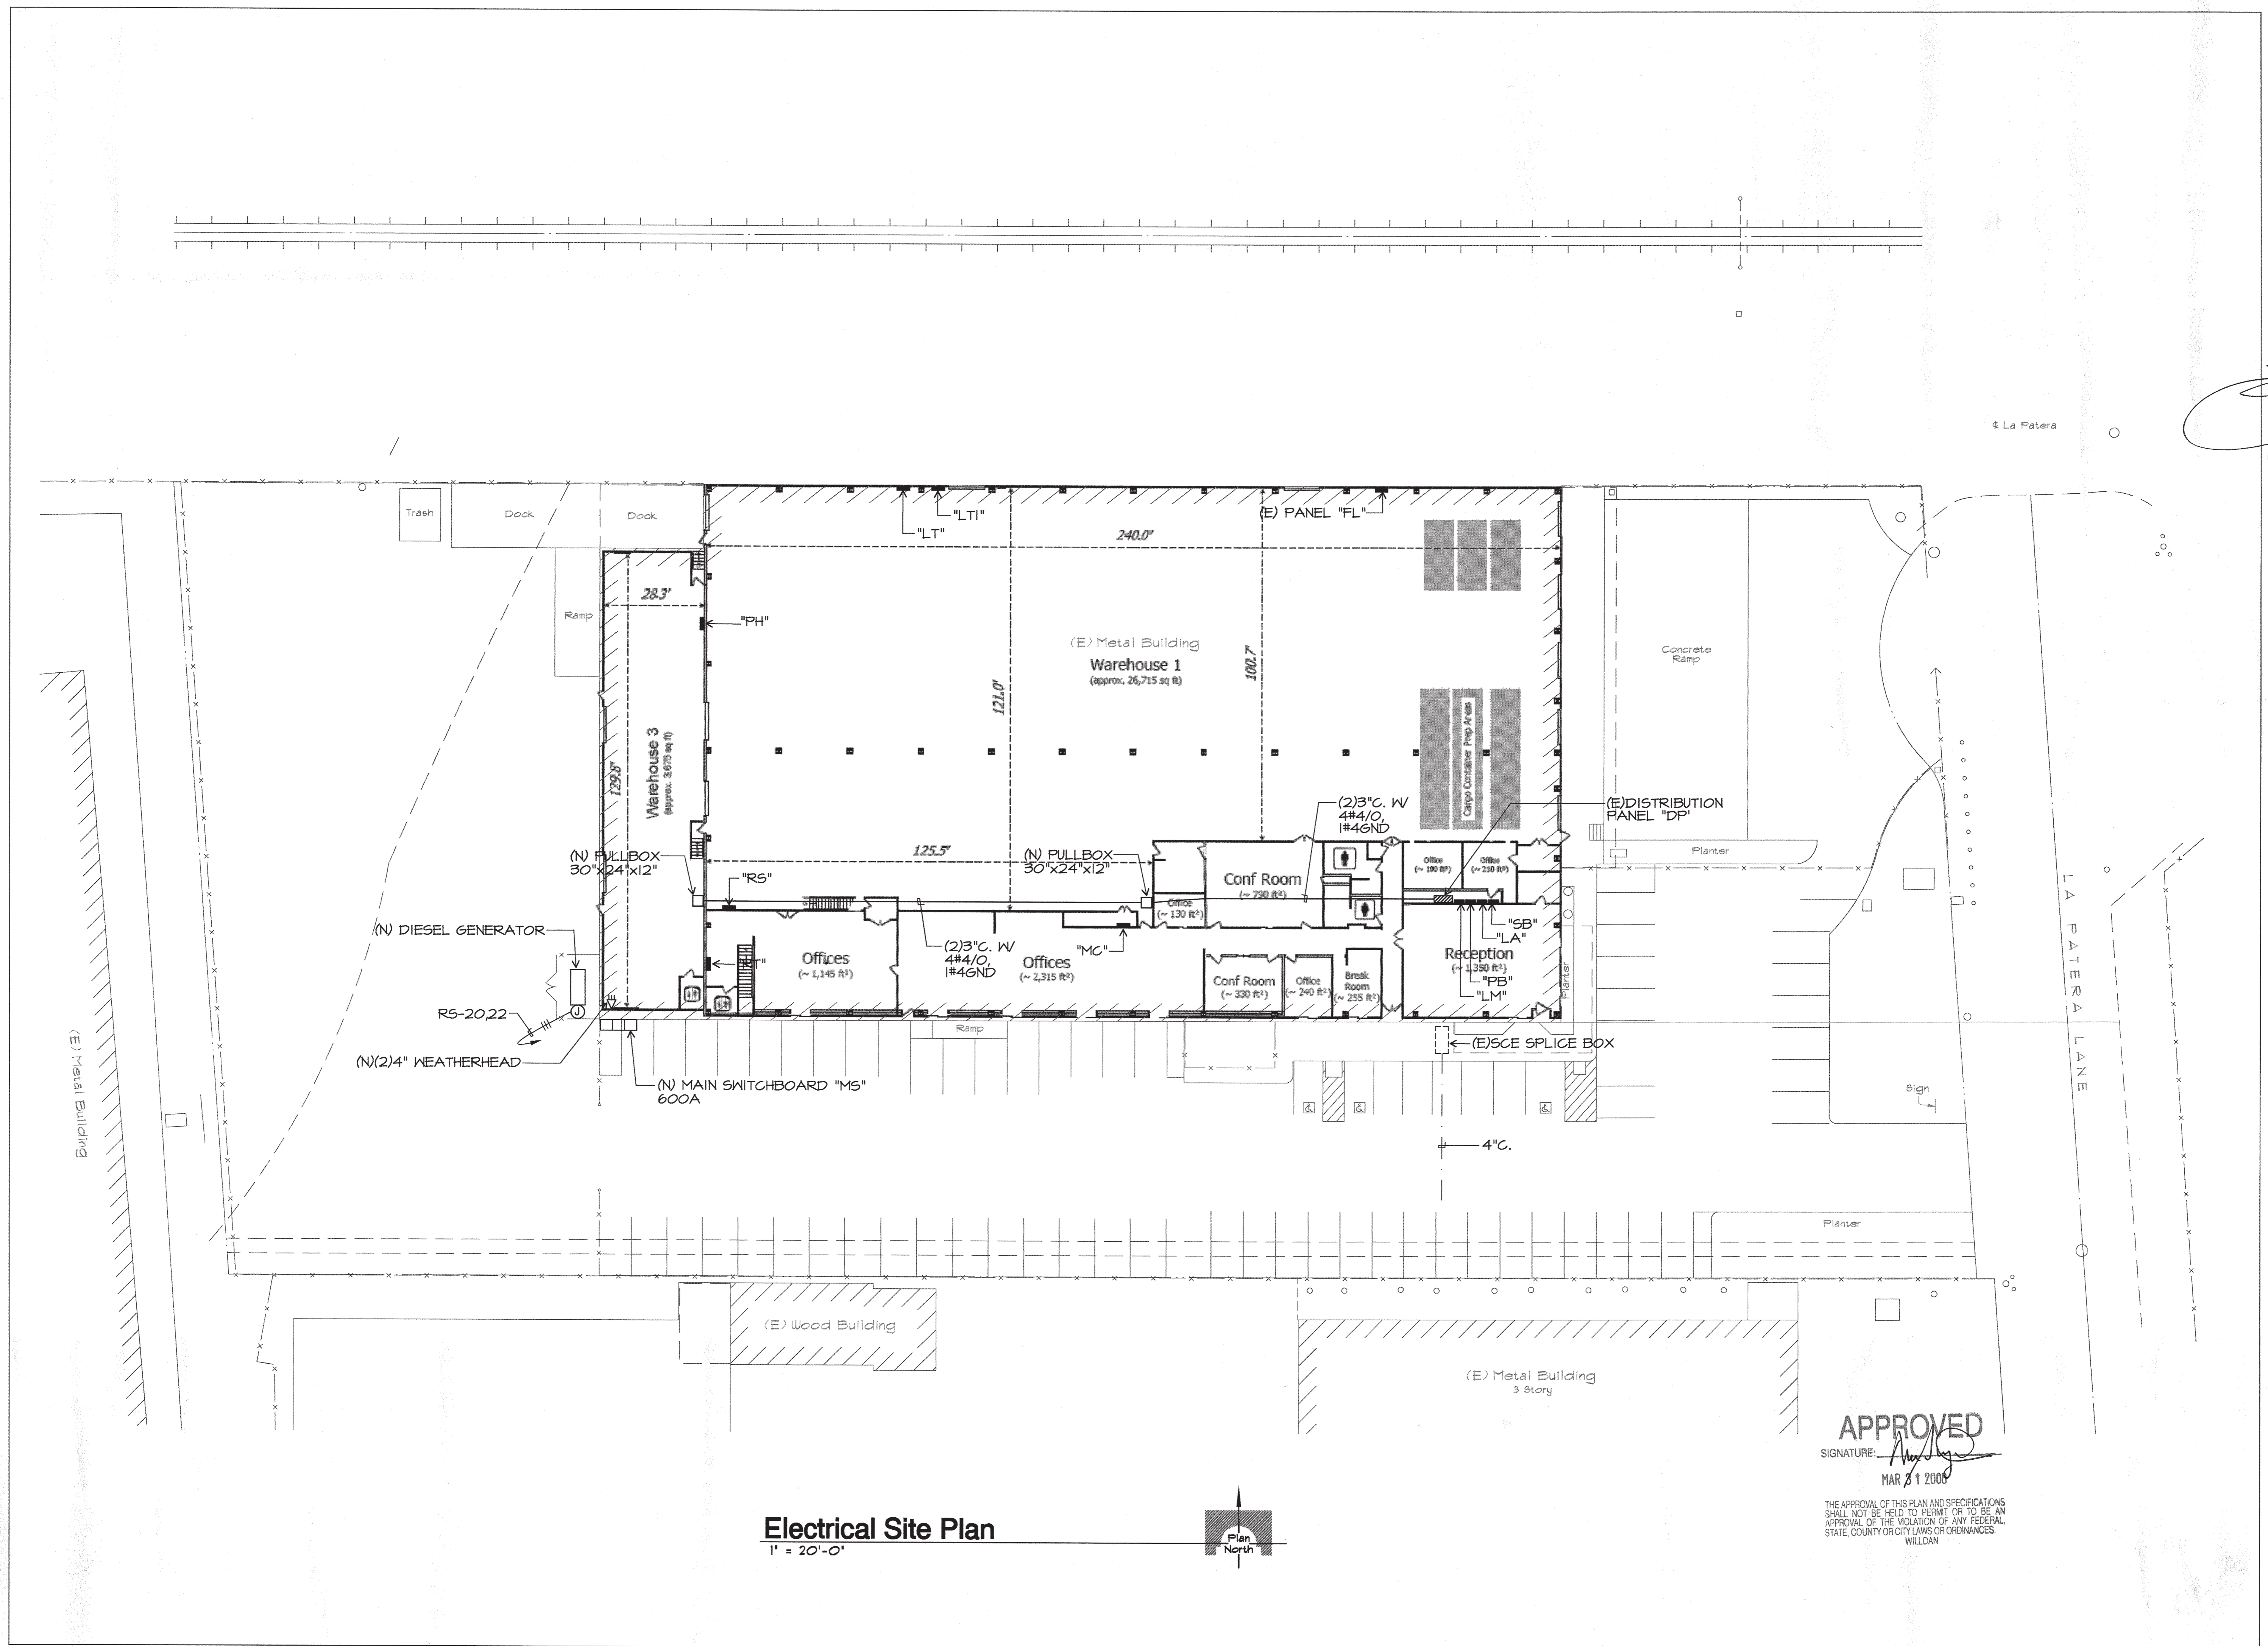 ℄ La Patera
Trash
Dock
Dock
"LT1"
"LT"
(E) PANEL "FL"
240.0'
Ramp
28.3'
"PH"
(E) Metal Building
Warehouse 1
(approx. 26,715 sq ft)
121.0'
100.7'
Concrete
Ramp
Warehouse 3
(approx. 3,675 sq ft)
129.8'
Cargo Container Prep Areas
(2)3"C. W/
4#4/0,
1#4GND
(E)DISTRIBUTION
PANEL "DP"
(N) PULLBOX
30"x24"x12"
125.5'
(N) PULLBOX
30"x24"x12"
Planter
"RS"
Conf Room
(~ 790 ft²)
Office
(~ 190 ft²)
Office
(~ 210 ft²)
Office
(~ 130 ft²)
(N) DIESEL GENERATOR
"SB"
"LA"
(2)3"C. W/
4#4/0,
1#4GND
"MC"
Offices
(~ 1,145 ft²)
Offices
(~ 2,315 ft²)
Reception
(~ 1,350 ft²)
"PB"
"LM"
Conf Room
(~ 330 ft²)
Office
(~ 240 ft²)
Break
Room
(~ 255 ft²)
Planter
LA PATERA LANE
RS-20,22
J
Ramp
(E)SCE SPLICE BOX
(N)(2)4" WEATHERHEAD
(N) MAIN SWITCHBOARD "MS"
600A
(E) Metal Building
Sign
4"C.
Planter
(E) Wood Building
(E) Metal Building
3 Story
APPROVED
SIGNATURE:
MAR 31 2000
THE APPROVAL OF THIS PLAN AND SPECIFICATIONS
SHALL NOT BE HELD TO PERMIT OR TO BE AN
APPROVAL OF THE VIOLATION OF ANY FEDERAL,
STATE, COUNTY OR CITY LAWS OR ORDINANCES.
WILLDAN
Electrical Site Plan
1" = 20'-0"
Plan
North